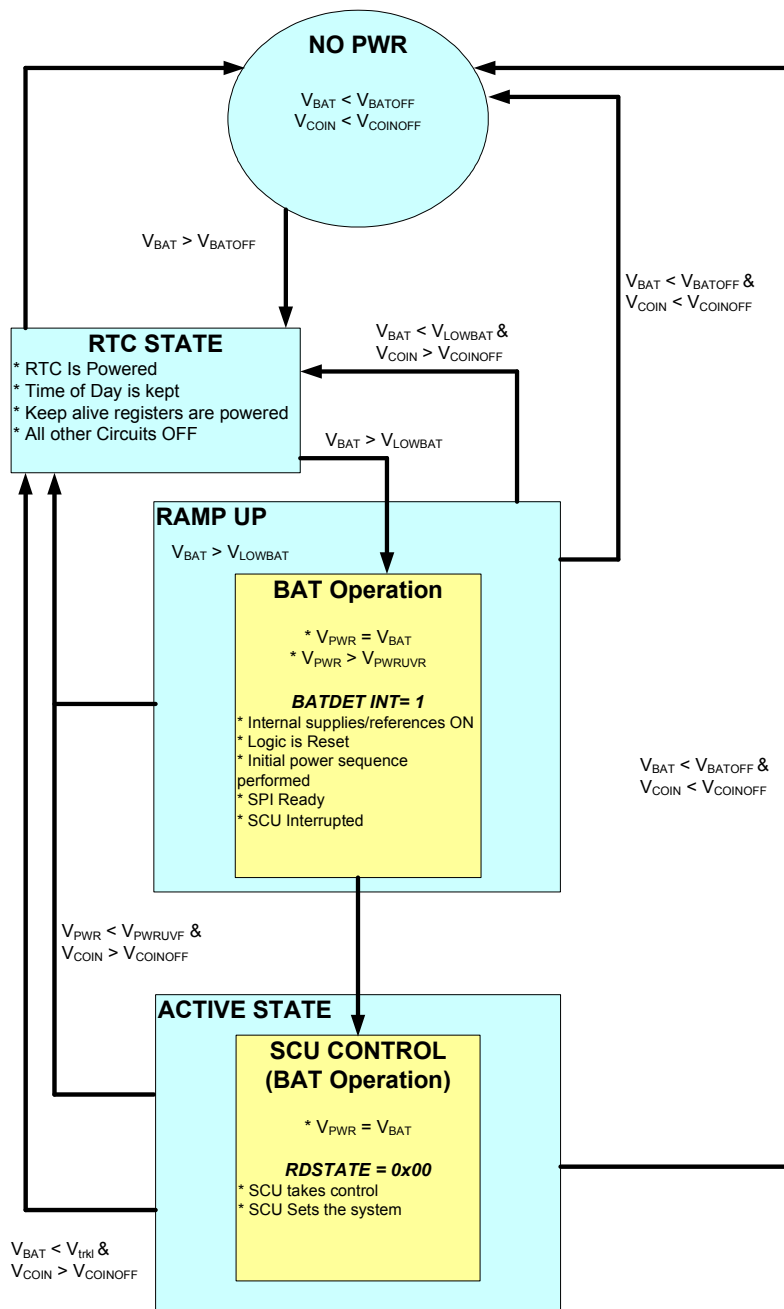 NO PWR
VBAT < VBATOFF
VCOIN < VCOINOFF
VBAT > VBATOFF
VBAT < VBATOFF &
VCOIN < VCOINOFF
VBAT < VLOWBAT &
VCOIN > VCOINOFF
RTC STATE
* RTC Is Powered
* Time of Day is kept
* Keep alive registers are powered
* All other Circuits OFF
VBAT > VLOWBAT
RAMP UP
VBAT > VLOWBAT
BAT Operation
* VPWR = VBAT
* VPWR > VPWRUVR
BATDET INT= 1
* Internal supplies/references ON
* Logic is Reset
* Initial power sequence
performed
* SPI Ready
* SCU Interrupted
VBAT < VBATOFF &
VCOIN < VCOINOFF
VPWR < VPWRUVF &
VCOIN > VCOINOFF
ACTIVE STATE
SCU CONTROL
(BAT Operation)
* VPWR = VBAT
RDSTATE = 0x00
* SCU takes control
* SCU Sets the system
VBAT < Vtrkl &
VCOIN > VCOINOFF